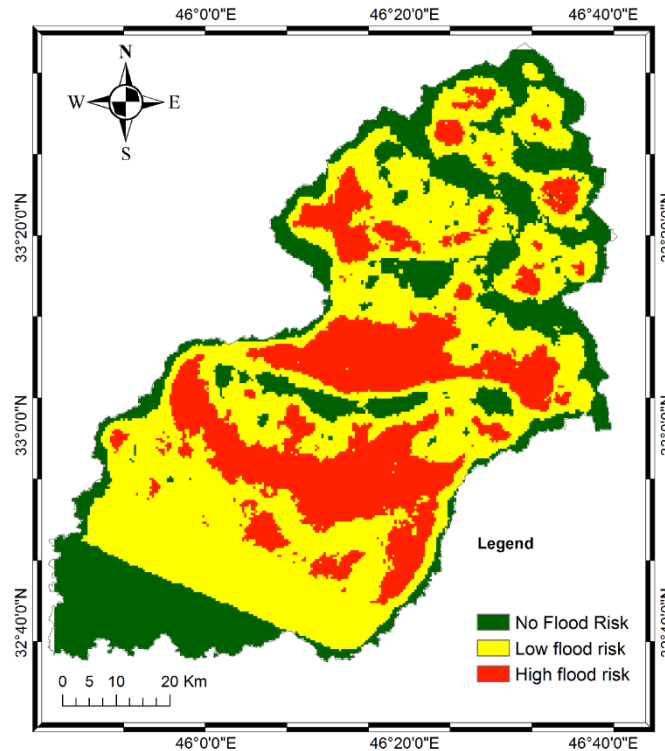 46°0'0"E 46°20'0"E 46°40'0"E
N
W E
S
33°20'0"N 33°20'0"N
33°0'0"N 33°0'0"N
32°40'0"N 32°40'0"N
Legend
No Flood Risk
Low flood risk
High flood risk
0 5 10 20 Km
46°0'0"E 46°20'0"E 46°40'0"E